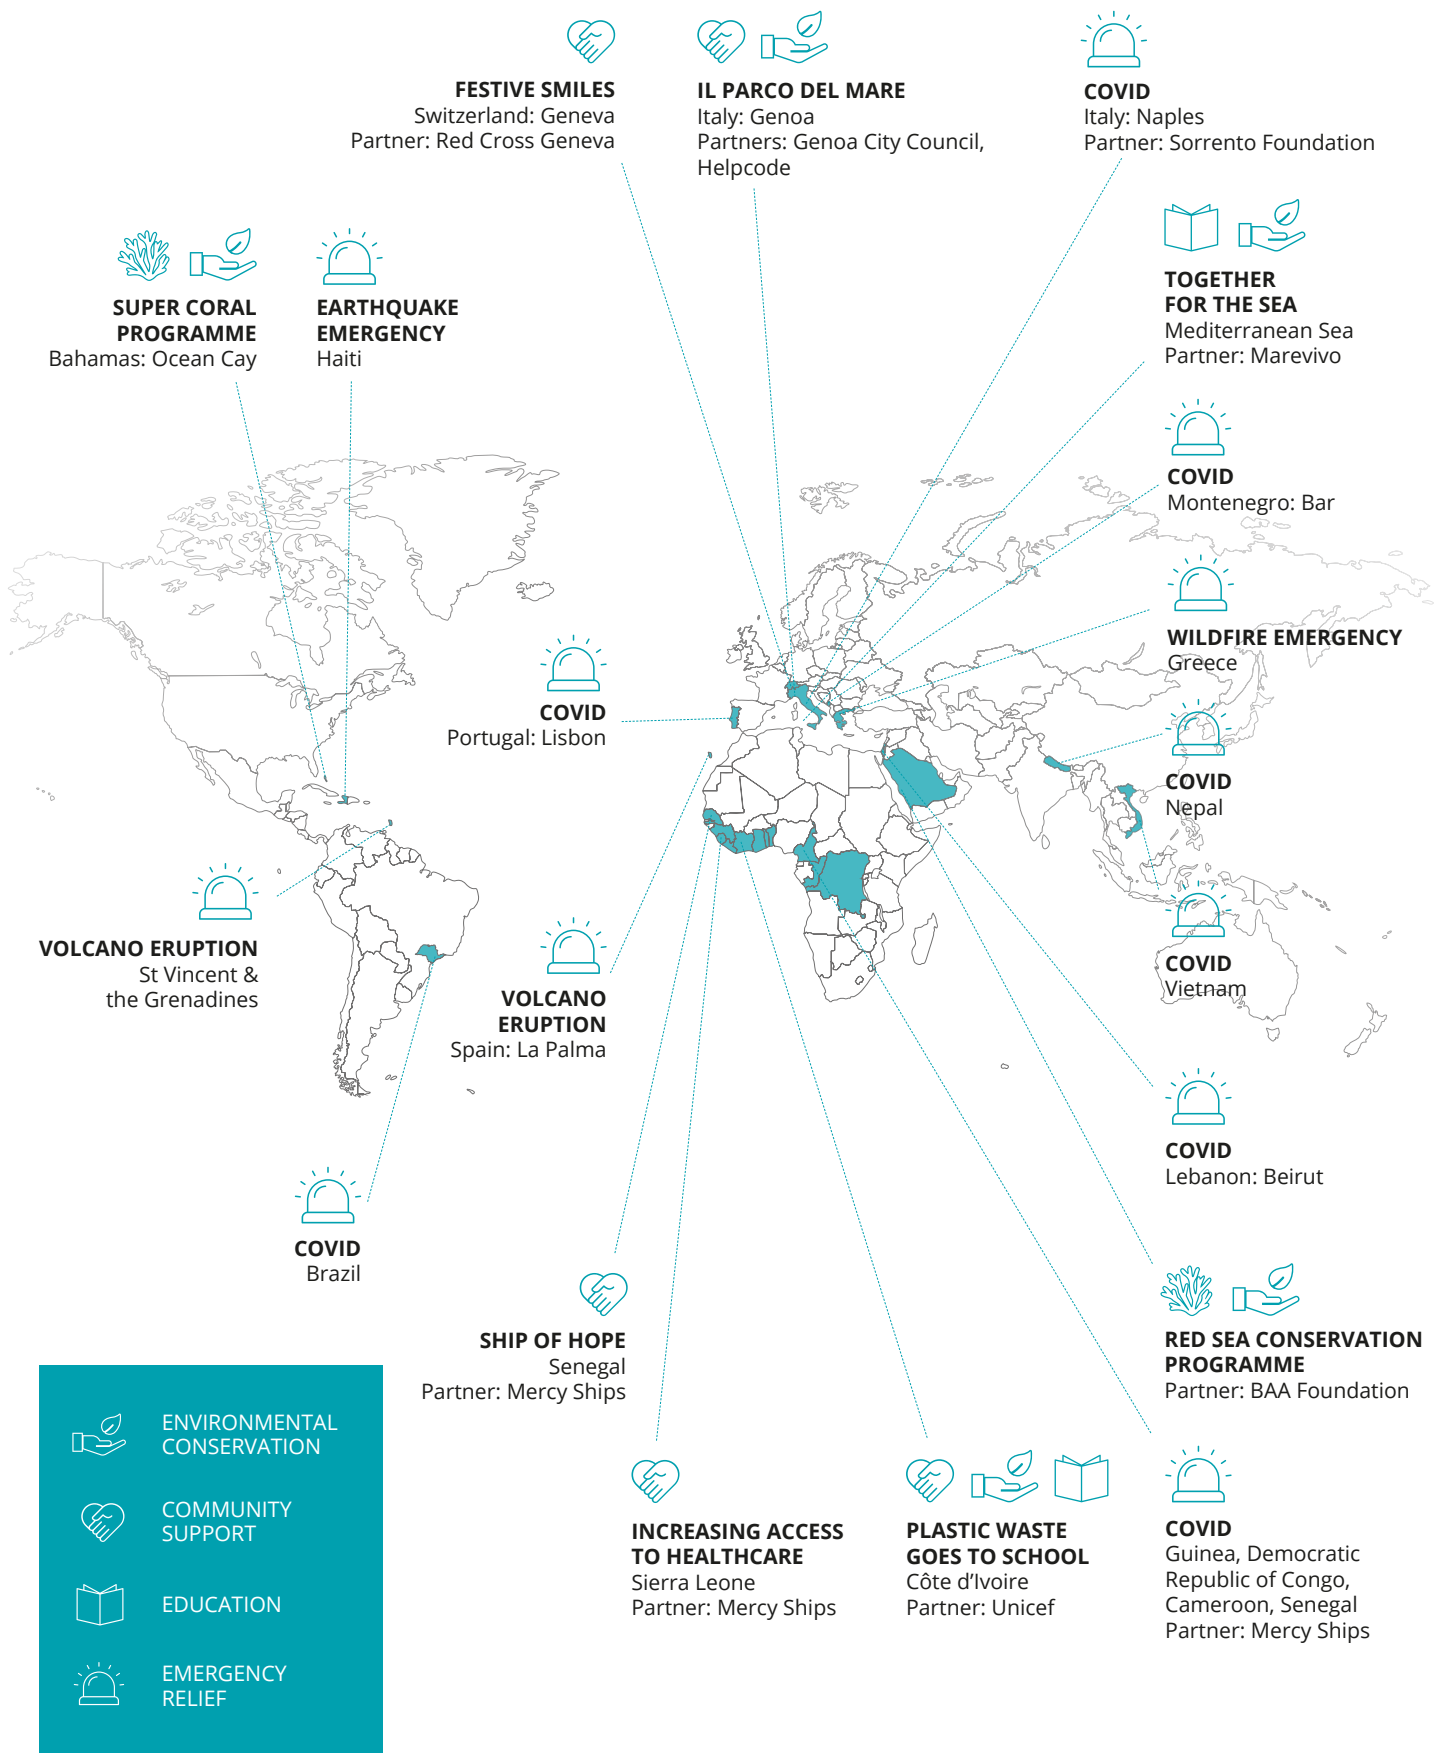 FESTIVE SMILES
Switzerland: Geneva
Partner: Red Cross Geneva
IL PARCO DEL MARE
Italy: Genoa
Partners: Genoa City Council,
Helpcode
COVID
Italy: Naples
Partner: Sorrento Foundation
SUPER CORAL
PROGRAMME
Bahamas: Ocean Cay
EARTHQUAKE
EMERGENCY
Haiti
TOGETHER
FOR THE SEA
Mediterranean Sea
Partner: Marevivo
COVID
Montenegro: Bar
WILDFIRE EMERGENCY
Greece
COVID
Portugal: Lisbon
COVID
Nepal
VOLCANO ERUPTION
St Vincent &
the Grenadines
VOLCANO
ERUPTION
Spain: La Palma
COVID
Vietnam
COVID
Lebanon: Beirut
COVID
Brazil
SHIP OF HOPE
Senegal
Partner: Mercy Ships
RED SEA CONSERVATION
PROGRAMME
Partner: BAA Foundation
INCREASING ACCESS
TO HEALTHCARE
Sierra Leone
Partner: Mercy Ships
PLASTIC WASTE
GOES TO SCHOOL
Côte d'Ivoire
Partner: Unicef
COVID
Guinea, Democratic
Republic of Congo,
Cameroon, Senegal
Partner: Mercy Ships
ENVIRONMENTAL
CONSERVATION
COMMUNITY
SUPPORT
EDUCATION
EMERGENCY
RELIEF